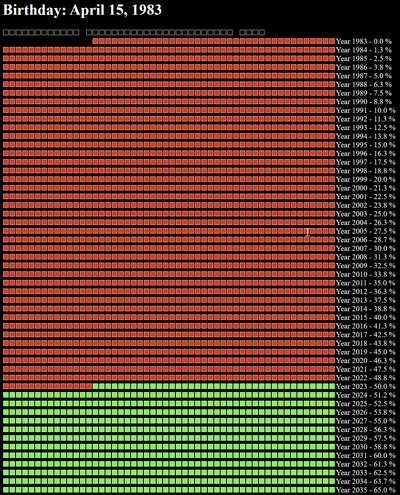 Birthday: April 15, 1983
Year 1983 - 0.0 %
Year 1984 - 1.3 %
Year 1985 - 2.5 %
Year 1986 - 3.8 %
Year 1987 - 5.0 %
Year 1988 - 6.3 %
Year 1989 - 7.5 %
Year 1990 - 8.8 %
Year 1991 - 10.0 %
Year 1992 - 11.3 %
Year 1993 - 12.5 %
Year 1994 - 13.8 %
Year 1995 - 15.0 %
Year 1996 - 16.3 %
Year 1997 - 17.5 %
Year 1998 - 18.8 %
Year 1999 - 20.0 %
Year 2000 - 21.3 %
Year 2001 - 22.5 %
Year 2002 - 23.8 %
Year 2003 - 25.0 %
Year 2004 - 26.3 %
Year 2005 - 27.5 %
Year 2006 - 28.7 %
Year 2007 - 30.0 %
Year 2008 - 31.3 %
Year 2009 - 32.5 %
Year 2010 - 33.8 %
Year 2011 - 35.0 %
Year 2012 - 36.3 %
Year 2013 - 37.5 %
Year 2014 - 38.8 %
Year 2015 - 40.0 %
Year 2016 - 41.3 %
Year 2017 - 42.5 %
Year 2018 - 43.8 %
Year 2019 - 45.0 %
Year 2020 - 46.3 %
Year 2021 - 47.5 %
Year 2022 - 48.8 %
Year 2023 - 50.0 %
Year 2024 - 51.2 %
Year 2025 - 52.5 %
Year 2026 - 53.8 %
Year 2027 - 55.0 %
Year 2028 - 56.3 %
Year 2029 - 57.5 %
Year 2030 - 58.8 %
Year 2031 - 60.0 %
Year 2032 - 61.3 %
Year 2033 - 62.5 %
Year 2034 - 63.7 %
Year 2035 - 65.0 %